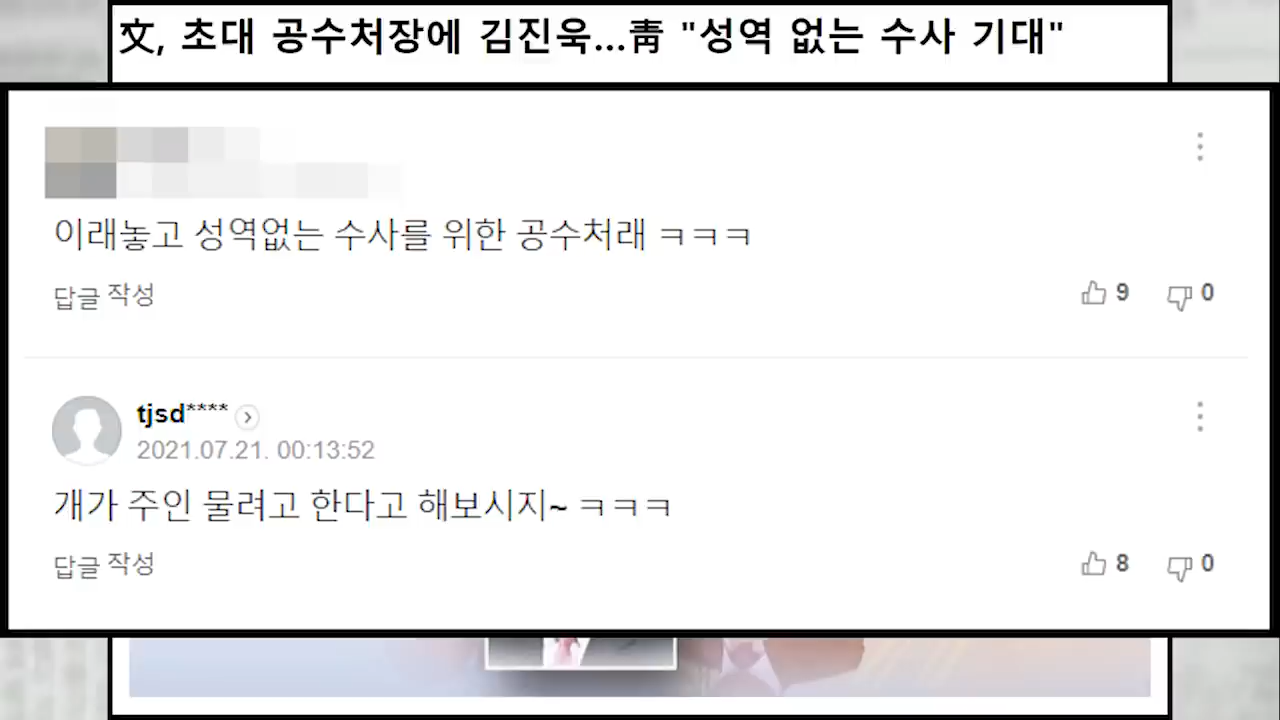 文, 초대 공수처장에 김진욱...靑 "성역 없는 수사 기대"
이래놓고 성역없는 수사를 위한 공수처래 ㅋㅋㅋ
답글 작성
9 0
tjsd****
2021.07.21. 00:13:52
개가 주인 물려고 한다고 해보시지~ ㅋㅋㅋ
답글 작성
8 0